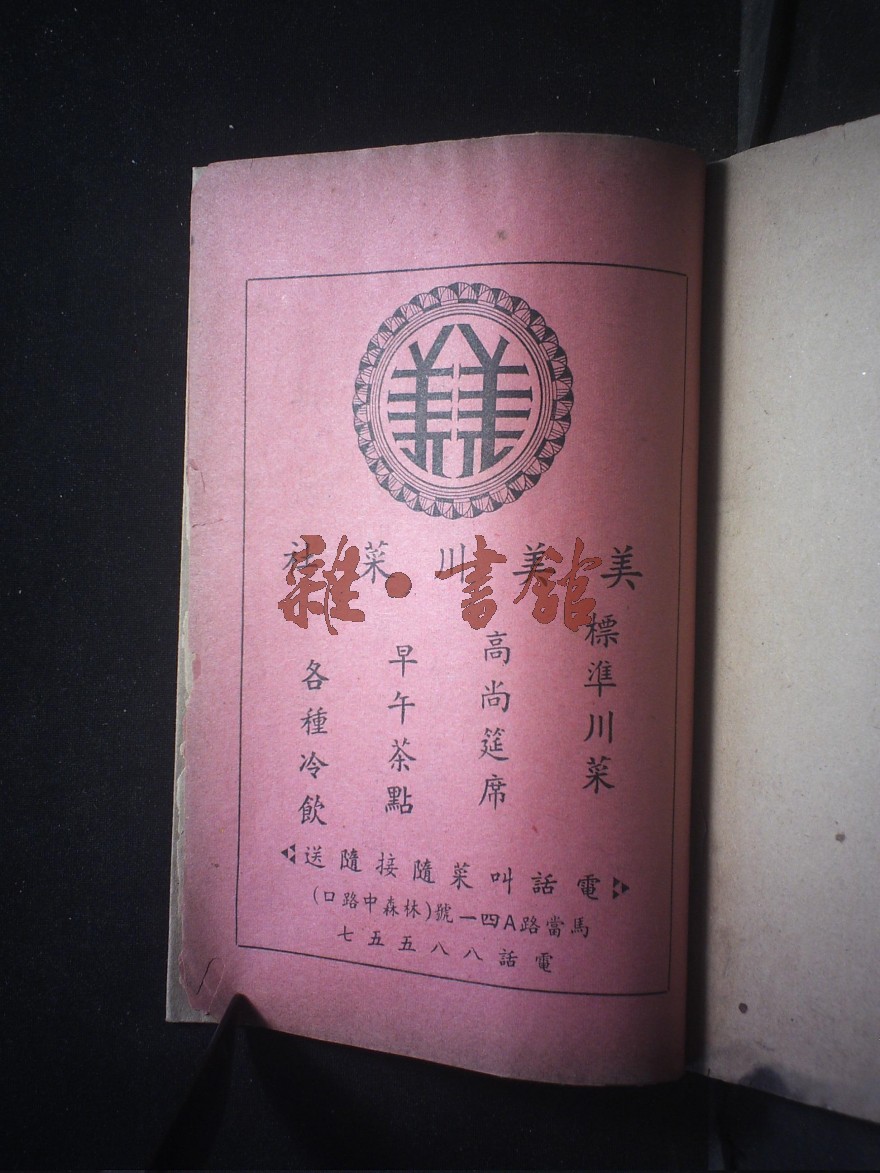 美美川菜社
雜·書館
標準川菜
高尚筵席
早午茶點
各種冷飲
電話叫菜隨接隨送
馬當路A四一號(林森中路口)
電話八八五五七